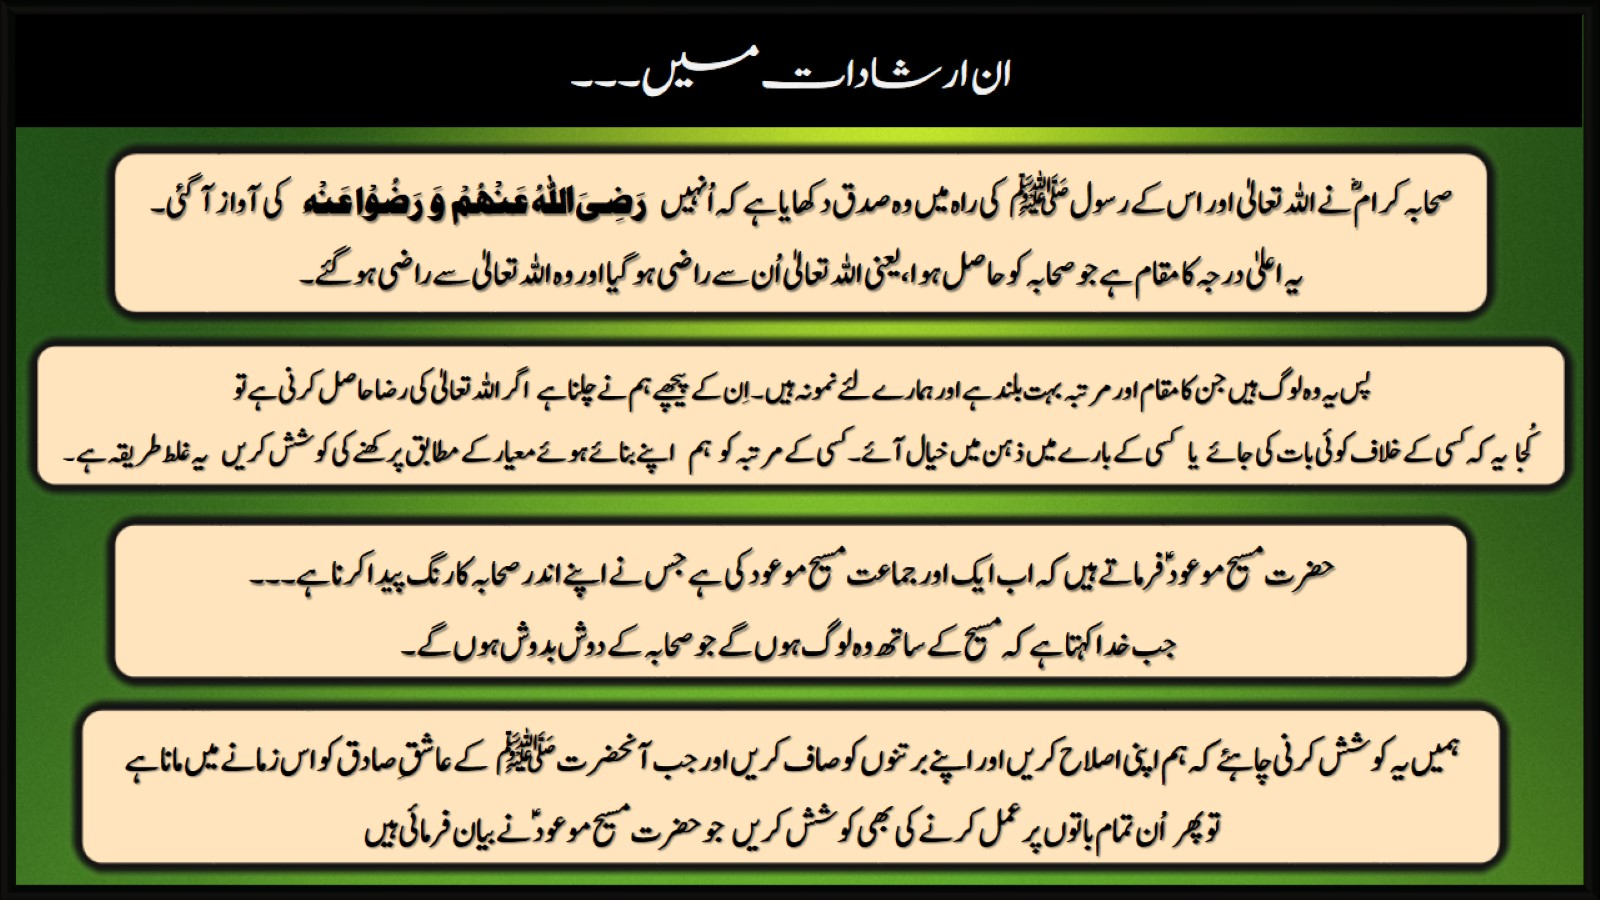 ان ارشادات میں۔۔۔
صحابہ کرامؓ نے اللہ تعالیٰ اور اس کے رسول ﷺ کی راہ میں وہ صدق دکھایا ہے کہ اُنہیں رَضِیَ اللّٰہُ عَنْھُمْ وَ رَضُوْا عَنْہ کی آواز آ گئی۔
یہ اعلیٰ درجہ کا مقام ہے جو صحابہ کو حاصل ہوا، یعنی اللہ تعالیٰ اُن سے راضی ہو گیا اور وہ اللہ تعالیٰ سے راضی ہو گئے۔
پس یہ وہ لوگ ہیں جن کا مقام اور مرتبہ بہت بلند ہے اور ہمارے لئے نمونہ ہیں۔ اِن کے پیچھے ہم نے چلنا ہے اگر اللہ تعالیٰ کی رضا حاصل کرنی ہے تو
کُجا یہ کہ کسی کے خلاف کوئی بات کی جائے یا کسی کے بارے میں ذہن میں خیال آئے۔ کسی کے مرتبہ کو ہم اپنے بنائے ہوئے معیار کے مطابق پرکھنے کی کوشش کریں یہ غلط طریقہ ہے۔
حضرت مسیح موعودؑ فرماتے ہیں کہ اب ایک اور جماعت مسیح موعود کی ہے جس نے اپنے اندر صحابہ کا رنگ پیدا کرنا ہے۔۔۔
جب خدا کہتا ہے کہ مسیح کے ساتھ وہ لوگ ہوں گے جو صحابہ کے دوش بدوش ہوں گے۔
ہمیں یہ کوشش کرنی چاہئے کہ ہم اپنی اصلاح کریں اور اپنے برتنوں کو صاف کریں اور جب آنحضرت ﷺ کے عاشقِ صادق کو اس زمانے میں مانا ہے
تو پھر اُن تمام باتوں پر عمل کرنے کی بھی کوشش کریں جو حضرت مسیح موعودؑ نے بیان فرمائی ہیں